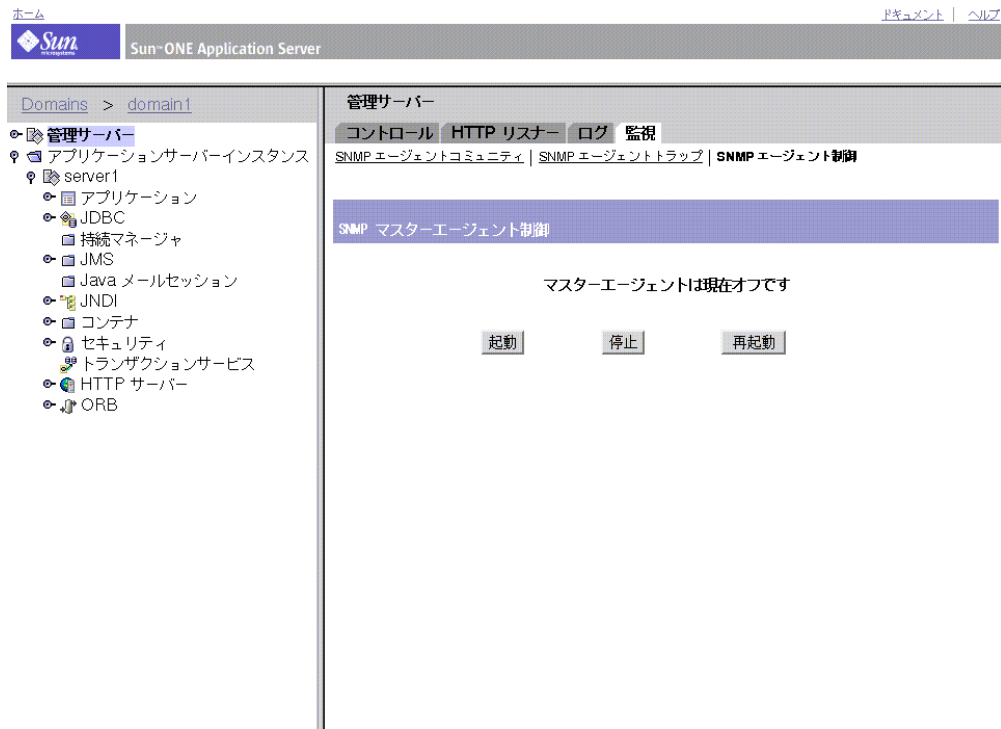 ホーム
ドキュメント | ヘルプ
Sun
microsystems
Sun ONE Application Server
Domains > domain1
管理サーバー
アプリケーションサーバーインスタンス
server1
アプリケーション
JDBC
持続マネージャ
JMS
Java メールセッション
JNDI
コンテナ
セキュリティ
トランザクションサービス
HTTP サーバー
ORB
管理サーバー
コントロール HTTP リスナー ログ 監視
SNMP エージェントコミュニティ | SNMP エージェントトラップ | SNMP エージェント制御
SNMP マスターエージェント制御
マスターエージェントは現在オフです
起動 停止 再起動